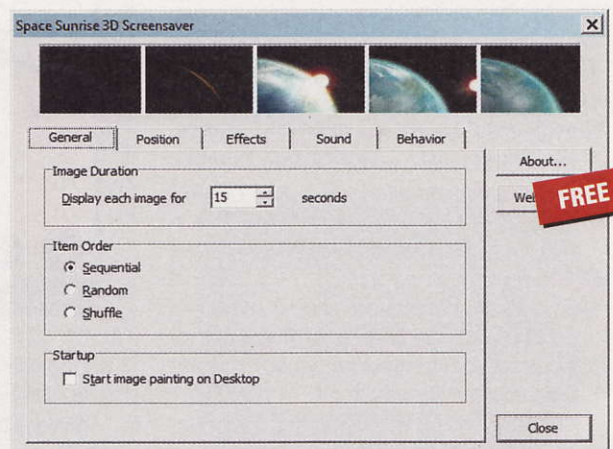 Space Sunrise 3D Screensaver
General Position Effects Sound Behavior
Image Duration
Display each image for 15 seconds
Item Order
Sequential
Random
Shuffle
Startup
Start image painting on Desktop
About...
FREE
Close